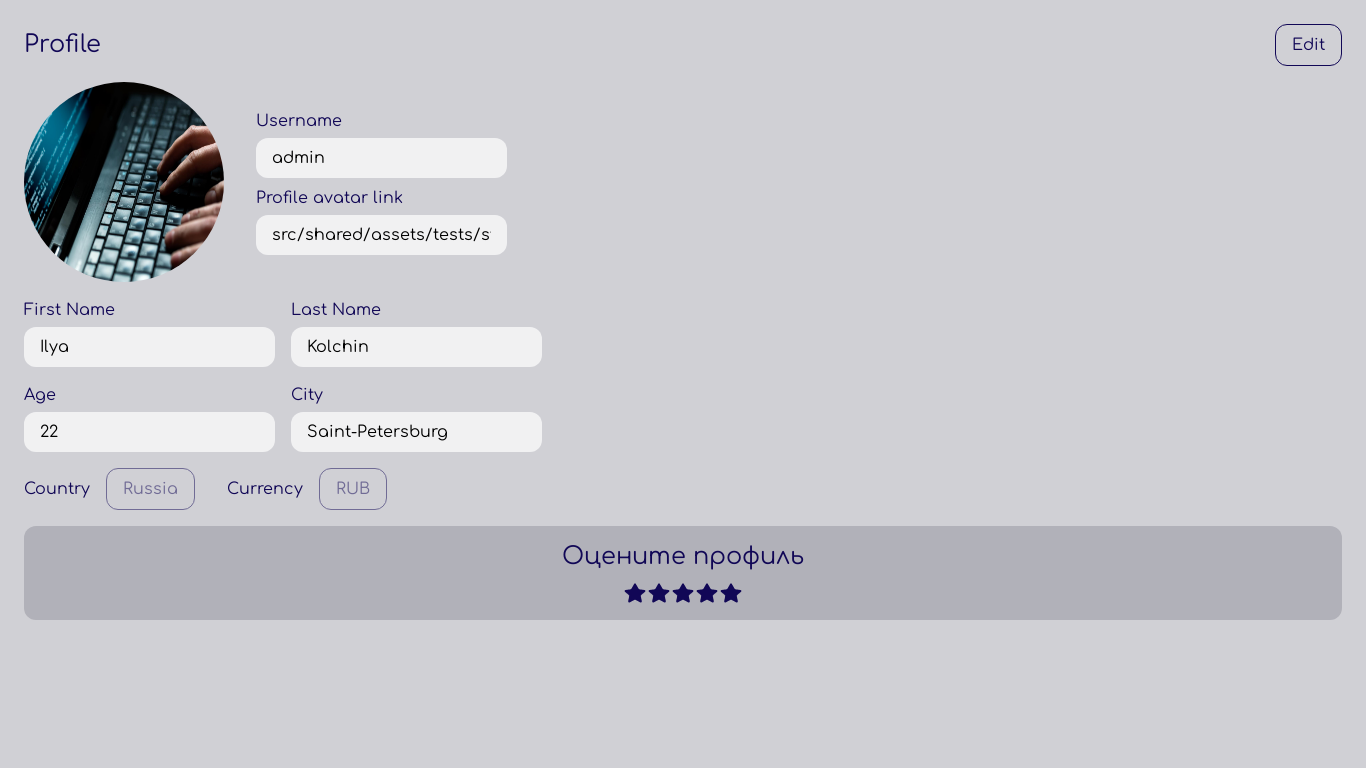 Profile
Edit
Username
admin
Profile avatar link
src/shared/assets/tests/s
First Name
Last Name
Ilya
Kolchin
Age
City
22
Saint-Petersburg
Country
Russia
Currency
RUB
Оцените профиль